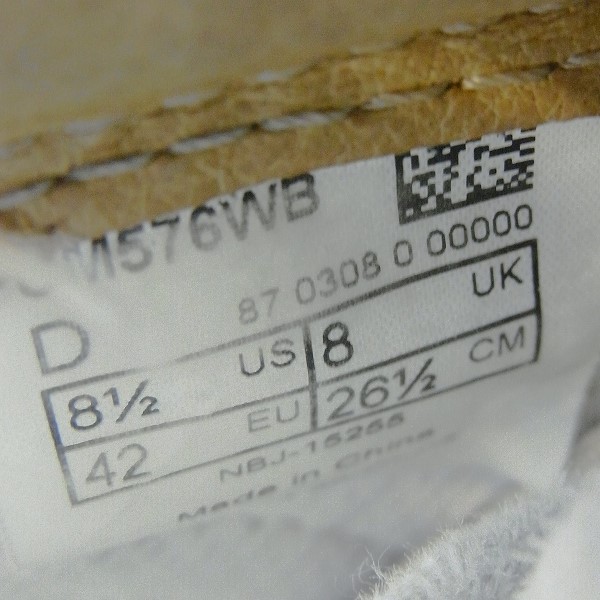 M576WB
87 0308 0 00000
D
8½ US 8 UK
42 EU 26½ CM
NBJ-15255
Made in China